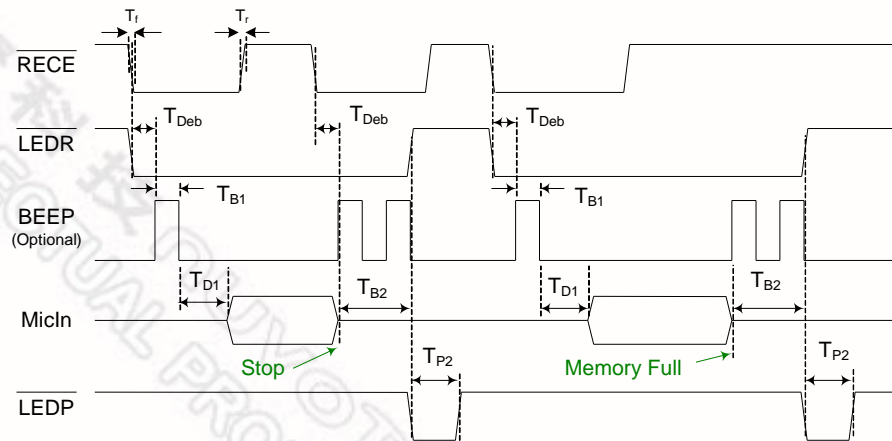 Tf
Tr
RECE
TDeb
TDeb
TDeb
LEDR
TB1
TB1
BEEP
(Optional)
TD1
TB2
TD1
TB2
MicIn
Stop
TP2
Memory Full
TP2
LEDP